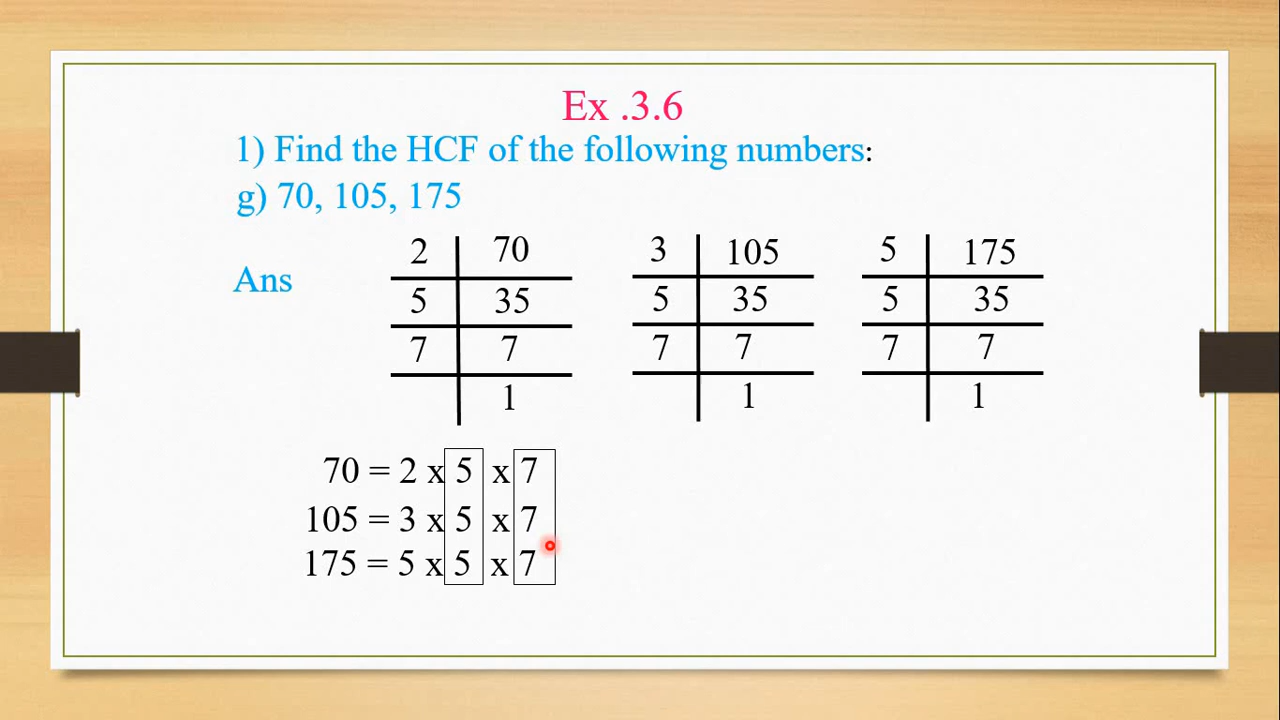 Ex .3.6
1) Find the HCF of the following numbers:
g) 70, 105, 175
Ans
2 70
5 35
7 7
1
3 105
5 35
7 7
1
5 175
5 35
7 7
1
70 = 2 x 5 x 7
105 = 3 x 5 x 7
175 = 5 x 5 x 7